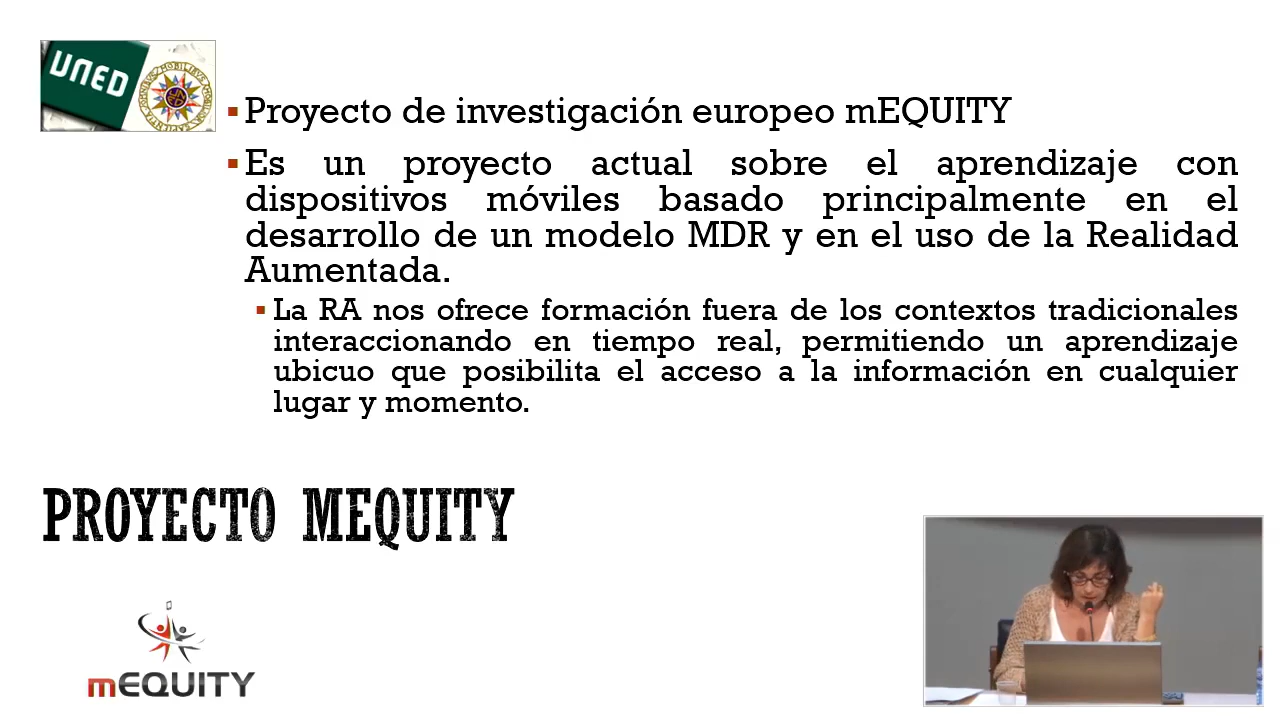 UNED
Proyecto de investigación europeo mEQUITY
Es un proyecto actual sobre el aprendizaje con
dispositivos móviles basado principalmente en el
desarrollo de un modelo MDR y en el uso de la Realidad
Aumentada.
La RA nos ofrece formación fuera de los contextos tradicionales
interaccionando en tiempo real, permitiendo un aprendizaje
ubicuo que posibilita el acceso a la información en cualquier
lugar y momento.
PROYECTO MEQUITY
mEQUITY